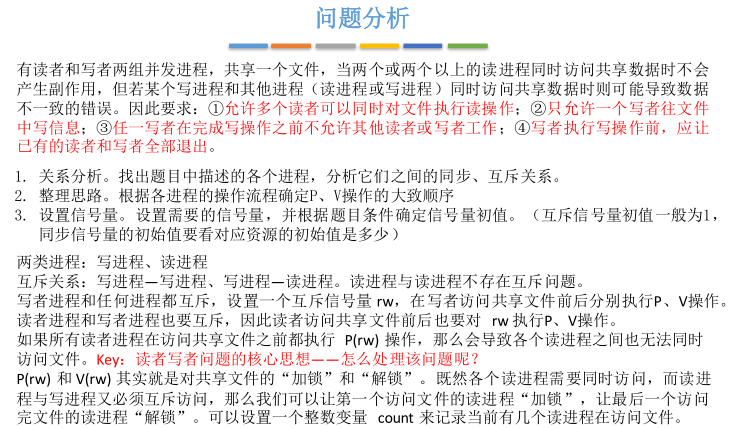 问题分析
有读者和写者两组并发进程，共享一个文件，当两个或两个以上的读进程同时访问共享数据时不会
产生副作用，但若某个写进程和其他进程（读进程或写进程）同时访问共享数据时则可能导致数据
不一致的错误。因此要求：①允许多个读者可以同时对文件执行读操作；②只允许一个写者往文件
中写信息；③任一写者在完成写操作之前不允许其他读者或写者工作；④写者执行写操作前，应让
已有的读者和写者全部退出。
1. 关系分析。找出题目中描述的各个进程，分析它们之间的同步、互斥关系。
2. 整理思路。根据各进程的操作流程确定P、V操作的大致顺序
3. 设置信号量。设置需要的信号量，并根据题目条件确定信号量初值。（互斥信号量初值一般为1，
同步信号量的初始值要看对应资源的初始值是多少）
两类进程：写进程、读进程
互斥关系：写进程—写进程、写进程—读进程。读进程与读进程不存在互斥问题。
写者进程和任何进程都互斥，设置一个互斥信号量 rw，在写者访问共享文件前后分别执行P、V操作。
读者进程和写者进程也要互斥，因此读者访问共享文件前后也要对 rw 执行P、V操作。
如果所有读者进程在访问共享文件之前都执行 P(rw) 操作，那么会导致各个读进程之间也无法同时
访问文件。Key：读者写者问题的核心思想——怎么处理该问题呢？
P(rw) 和 V(rw) 其实就是对共享文件的“加锁”和“解锁”。既然各个读进程需要同时访问，而读进
程与写进程又必须互斥访问，那么我们可以让第一个访问文件的读进程“加锁”，让最后一个访问
完文件的读进程“解锁”。可以设置一个整数变量 count 来记录当前有几个读进程在访问文件。